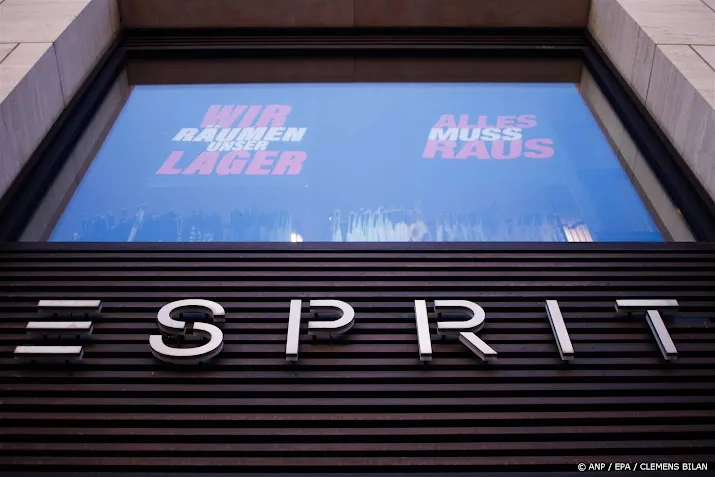 WIR
RÄUMEN
UNSER
LAGER
ALLES
MUSS
RAUS
ESPRIT
© ANP / EPA / CLEMENS BILAN